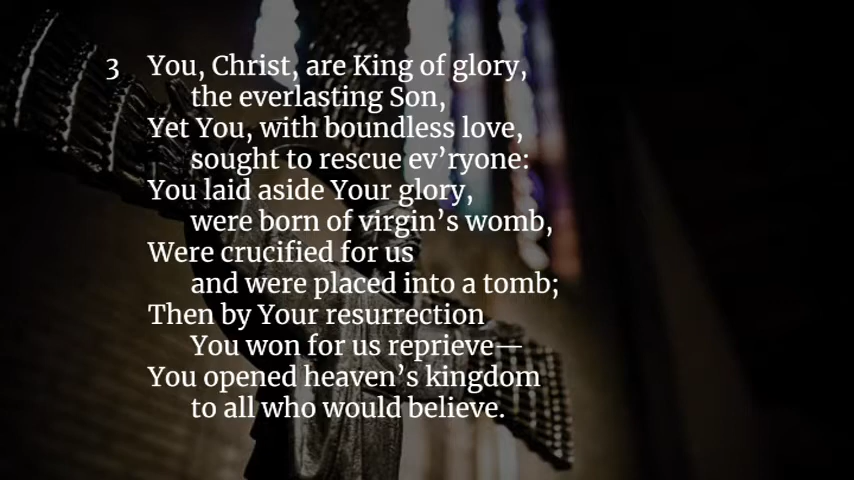 3 You, Christ, are King of glory,
the everlasting Son,
Yet You, with boundless love,
sought to rescue ev’ryone:
You laid aside Your glory,
were born of virgin’s womb,
Were crucified for us
and were placed into a tomb;
Then by Your resurrection
You won for us reprieve—
You opened heaven’s kingdom
to all who would believe.